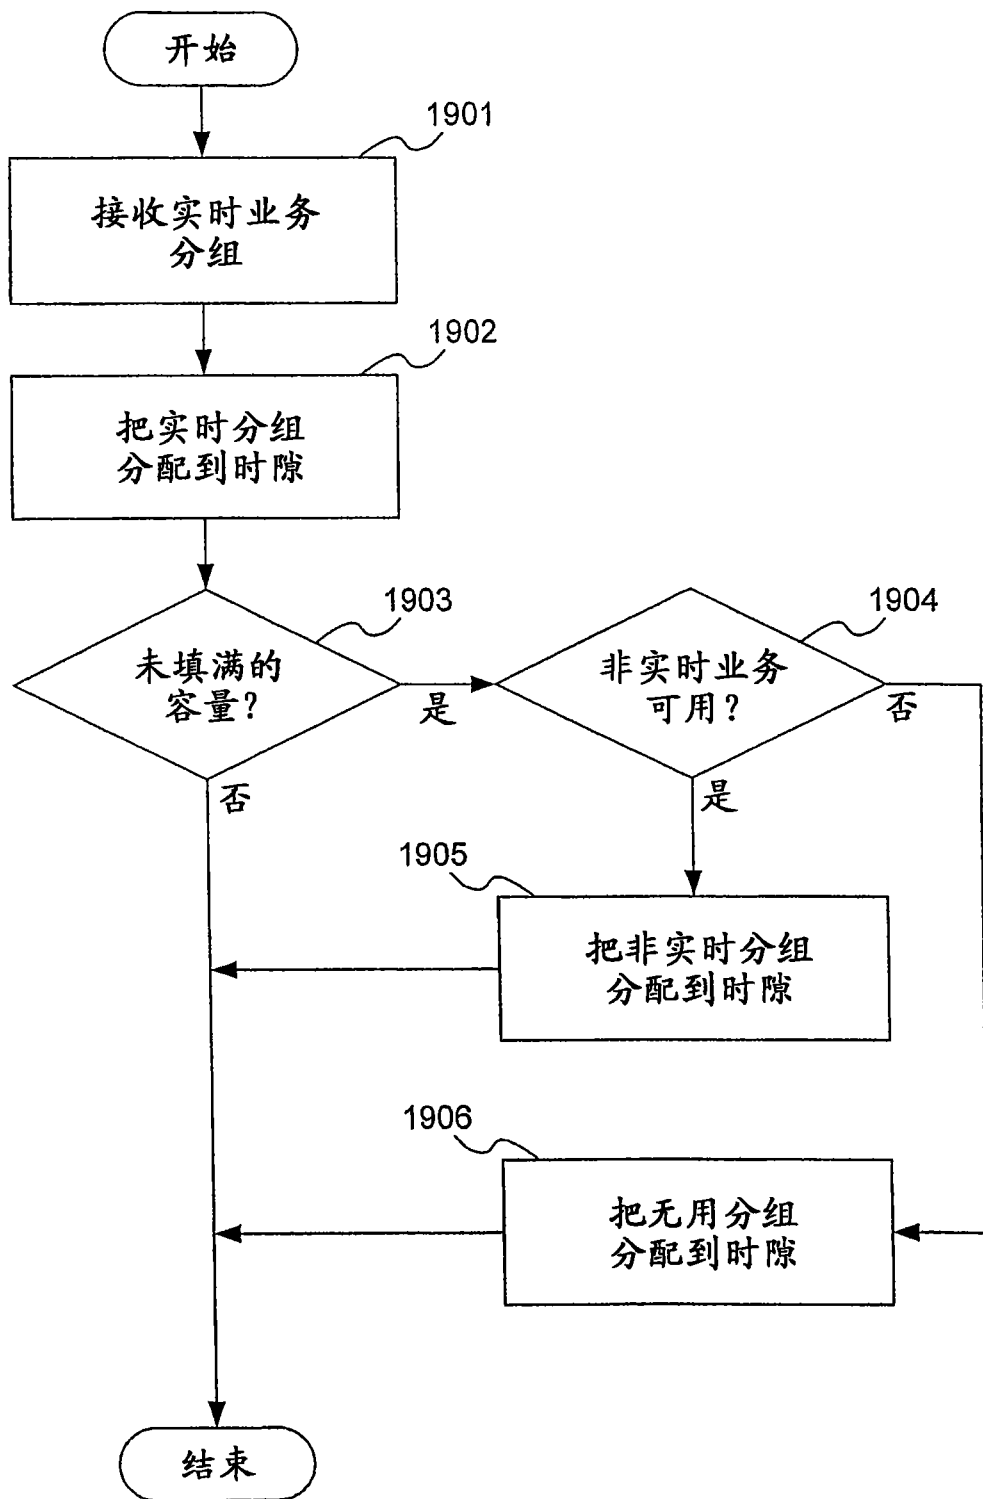 开始
1901
接收实时业务
分组
1902
把实时分组
分配到时隙
1903
未填满的
容量?
是
否
1904
非实时业务
可用?
否
是
1905
把非实时分组
分配到时隙
1906
把无用分组
分配到时隙
结束